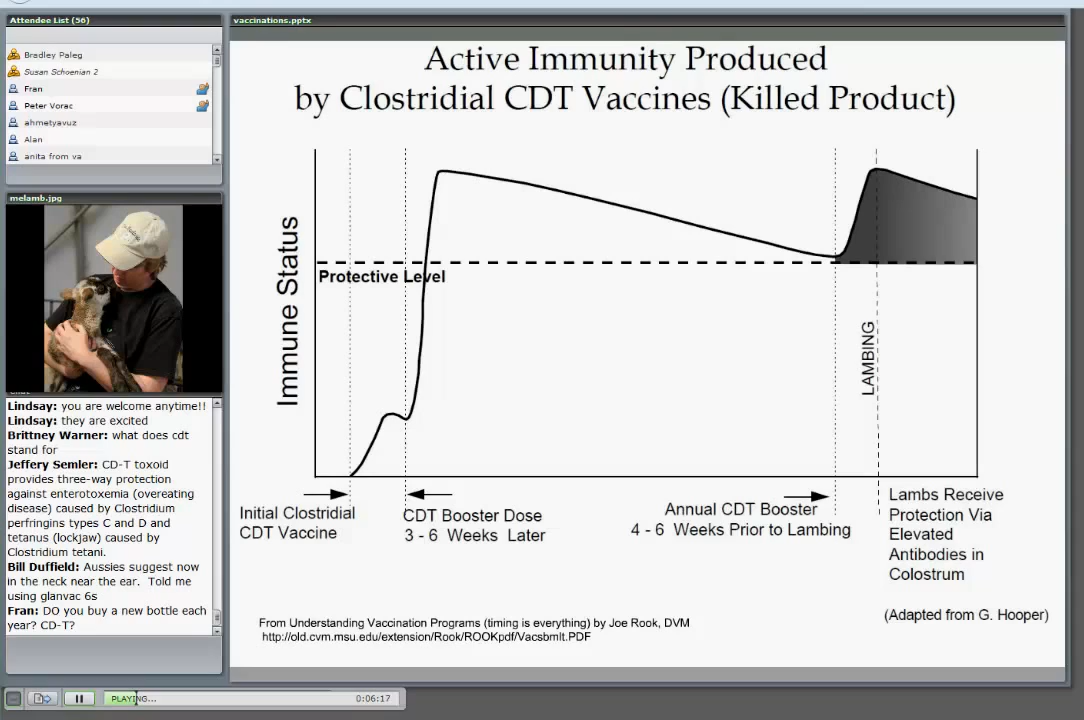 Attendee List (56)
Bradley Paleg
Susan Schoenian 2
Fran
Peter Vorac
ahmetyavuz
Alan
anita from va
melamb.jpg
Lindsay: you are welcome anytime!!
Lindsay: they are excited
Brittney Warner: what does cdt
stand for
Jeffery Semler: CD-T toxoid
provides three-way protection
against enterotoxemia (overeating
disease) caused by Clostridium
perfringins types C and D and
tetanus (lockjaw) caused by
Clostridium tetani.
Bill Duffield: Aussies suggest now
in the neck near the ear. Told me
using glanvac 6s
Fran: DO you buy a new bottle each
year? CD-T?
vaccinations.pptx
Active Immunity Produced
by Clostridial CDT Vaccines (Killed Product)
Immune Status
Protective Level
LAMBING
Initial Clostridial
CDT Vaccine
CDT Booster Dose
3 - 6 Weeks Later
Annual CDT Booster
4 - 6 Weeks Prior to Lambing
Lambs Receive
Protection Via
Elevated
Antibodies in
Colostrum
(Adapted from G. Hooper)
From Understanding Vaccination Programs (timing is everything) by Joe Rook, DVM
http://old.cvm.msu.edu/extension/Rook/ROOKpdf/Vacsbmlt.PDF
PLAYING...
0:06:17